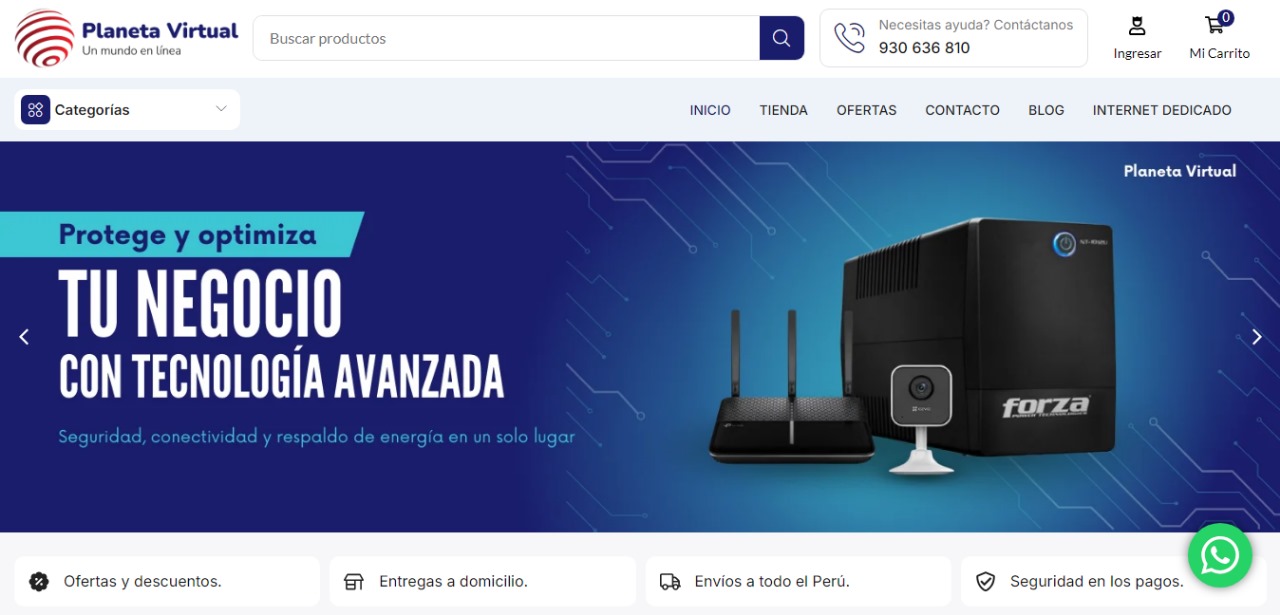 Planeta Virtual
Un mundo en línea
Buscar productos
Necesitas ayuda? Contáctanos
930 636 810
Ingresar
0
Mi Carrito
Categorías
INICIO
TIENDA
OFERTAS
CONTACTO
BLOG
INTERNET DEDICADO
Planeta Virtual
Protege y optimiza
TU NEGOCIO
CON TECNOLOGÍA AVANZADA
Seguridad, conectividad y respaldo de energía en un solo lugar
forza
POWER TECHNOLOGIES
Ofertas y descuentos.
Entregas a domicilio.
Envíos a todo el Perú.
Seguridad en los pagos.